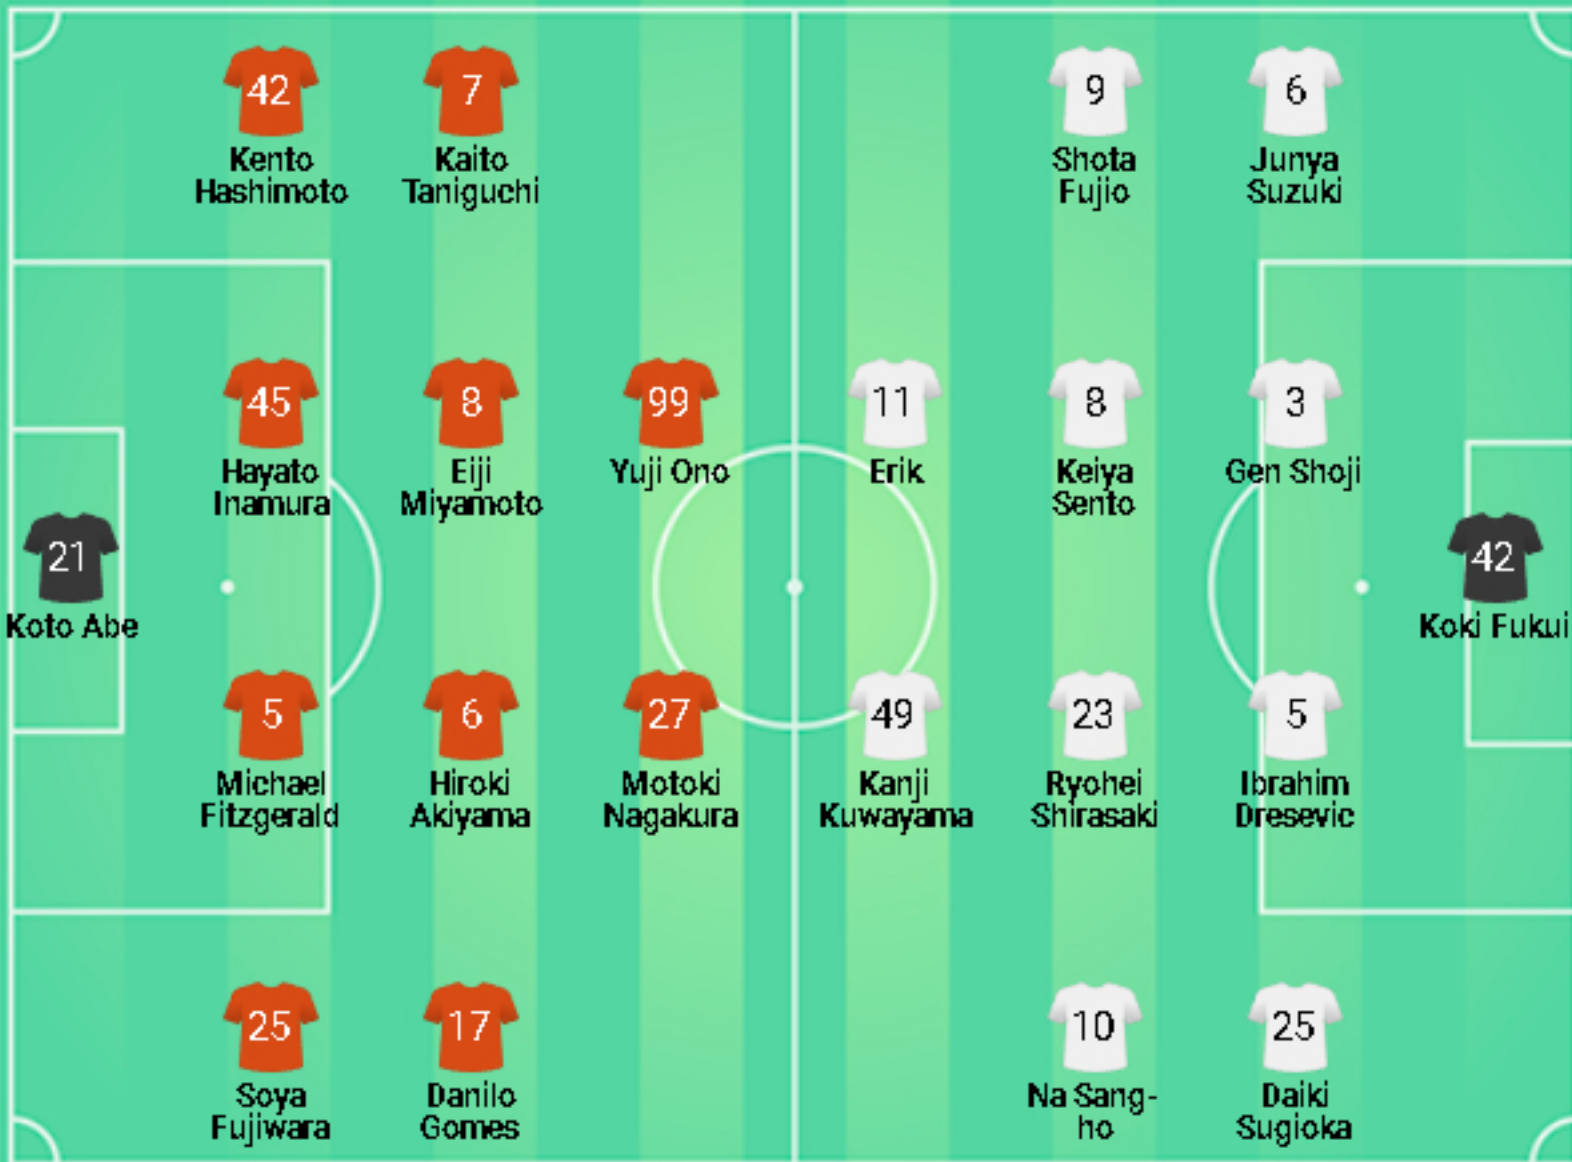 42
Kento
Hashimoto
7
Kaito
Taniguchi
9
Shota
Fujio
6
Junya
Suzuki
45
Hayato
Inamura
8
Eiji
Miyamoto
99
Yuji Ono
11
Erik
8
Keiya
Sento
3
Gen Shoji
21
Koto Abe
42
Koki Fukui
5
Michael
Fitzgerald
6
Hiroki
Akiyama
27
Motoki
Nagakura
49
Kanji
Kuwayama
23
Ryohei
Shirasaki
5
Ibrahim
Dresevic
25
Soya
Fujiwara
17
Danilo
Gomes
10
Na Sang-
ho
25
Daiki
Sugioka